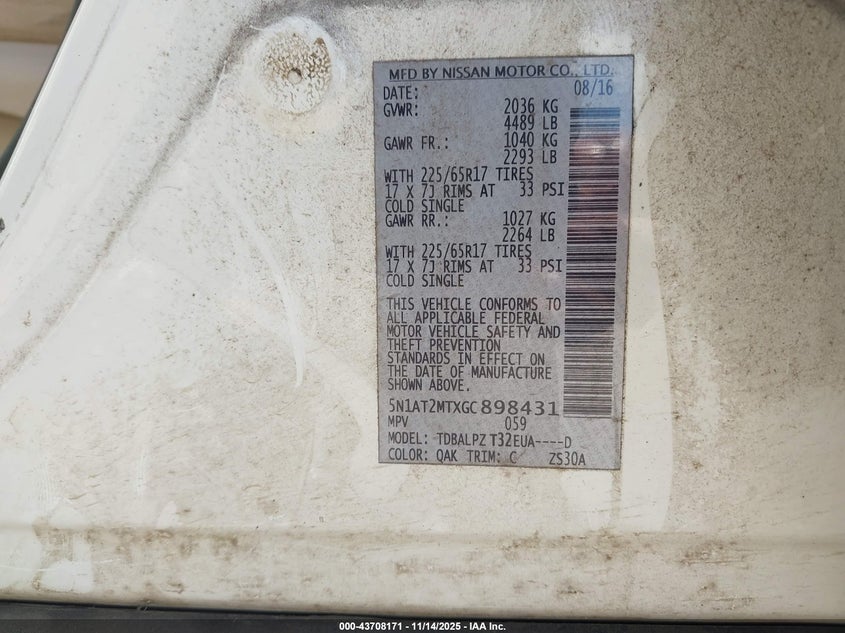 MFD BY NISSAN MOTOR CO., LTD.
DATE: 08/16
GVWR: 2036 KG
4489 LB
GAWR FR.: 1040 KG
2293 LB
WITH 225/65R17 TIRES
17 X 7J RIMS AT 33 PSI
COLD SINGLE
GAWR RR.: 1027 KG
2264 LB
WITH 225/65R17 TIRES
17 X 7J RIMS AT 33 PSI
COLD SINGLE
THIS VEHICLE CONFORMS TO
ALL APPLICABLE FEDERAL
MOTOR VEHICLE SAFETY AND
THEFT PREVENTION
STANDARDS IN EFFECT ON
THE DATE OF MANUFACTURE
SHOWN ABOVE.
5N1AT2MTXGC898431
MPV 059
MODEL: TDBALPZ T32EUA----D
COLOR: QAK TRIM: C ZS30A
000-43708171 - 11/14/2025 - IAA Inc.